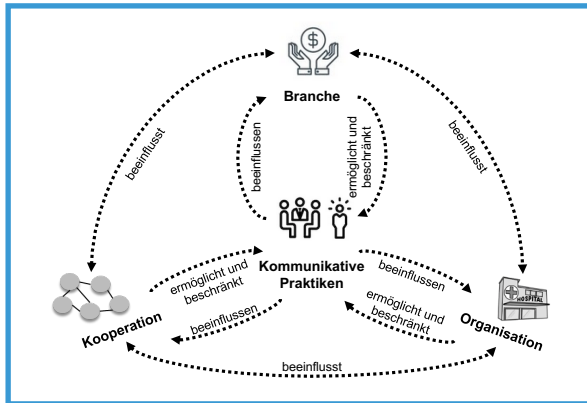 $
Branche
beeinflusst
beeinflussen
ermöglicht und
beschränkt
beeinflusst
Kommunikative
Praktiken
ermöglicht und
beschränkt
beeinflussen
beeinflussen
ermöglicht und
beschränkt
HOSPITAL
Kooperation
Organisation
beeinflusst